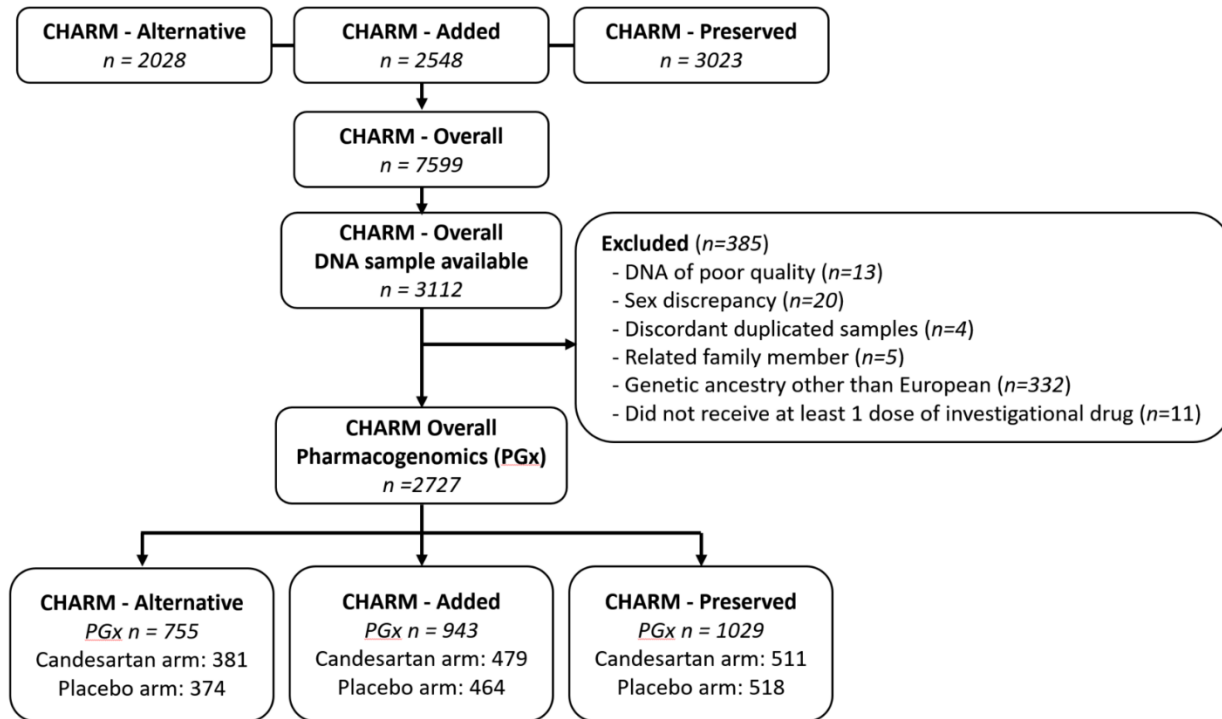 CHARM - Alternative
n = 2028
CHARM - Added
n = 2548
CHARM - Preserved
n = 3023
CHARM - Overall
n = 7599
CHARM - Overall
DNA sample available
n = 3112
Excluded (n=385)
- DNA of poor quality (n=13)
- Sex discrepancy (n=20)
- Discordant duplicated samples (n=4)
- Related family member (n=5)
- Genetic ancestry other than European (n=332)
- Did not receive at least 1 dose of investigational drug (n=11)
CHARM Overall
Pharmacogenomics (PGx)
n =2727
CHARM - Alternative
PGx n = 755
Candesartan arm: 381
Placebo arm: 374
CHARM - Added
PGx n = 943
Candesartan arm: 479
Placebo arm: 464
CHARM - Preserved
PGx n = 1029
Candesartan arm: 511
Placebo arm: 518